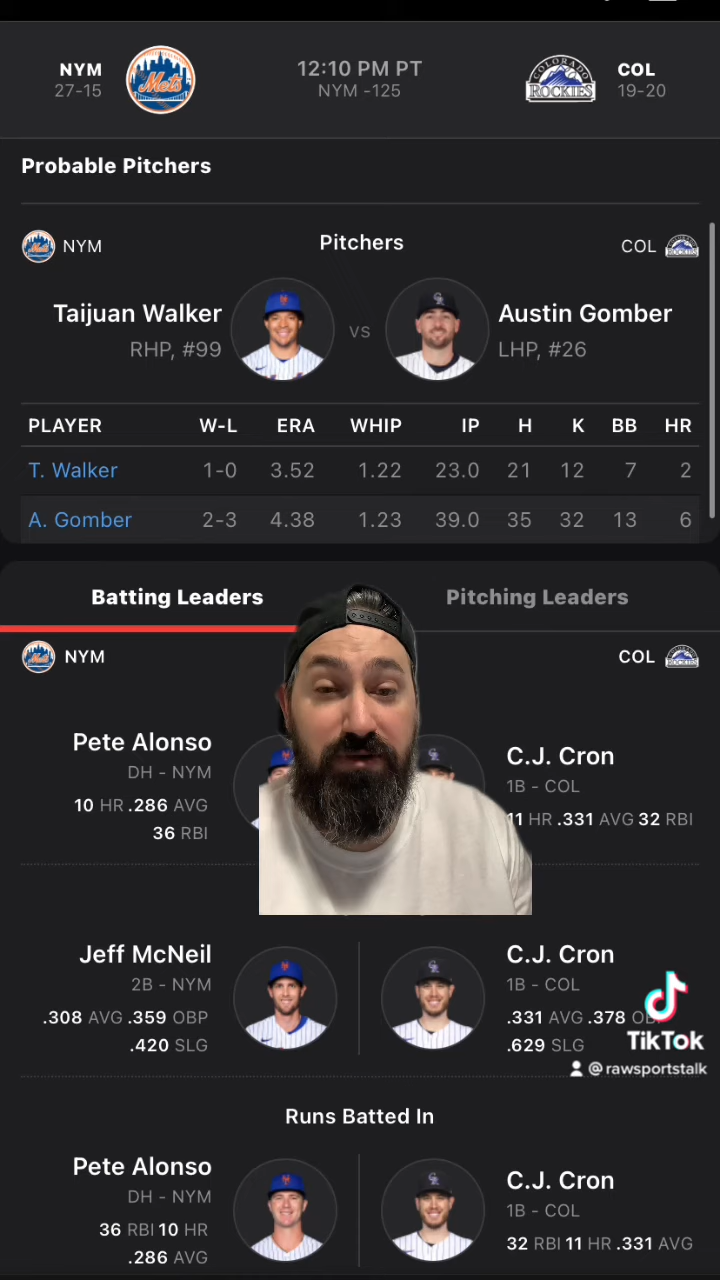 NYM
27-15
Mets
12:10 PM PT
NYM -125
COLORADO
ROCKIES
COL
19-20
Probable Pitchers
NYM
Pitchers
COL
Taijuan Walker
RHP, #99
VS
Austin Gomber
LHP, #26
PLAYER W-L ERA WHIP IP H K BB HR
T. Walker 1-0 3.52 1.22 23.0 21 12 7 2
A. Gomber 2-3 4.38 1.23 39.0 35 32 13 6
Batting Leaders
Pitching Leaders
NYM
COL
Pete Alonso
DH - NYM
10 HR .286 AVG
36 RBI
C.J. Cron
1B - COL
11 HR .331 AVG 32 RBI
Jeff McNeil
2B - NYM
.308 AVG .359 OBP
.420 SLG
C.J. Cron
1B - COL
.331 AVG .378
.629 SLG
TikTok
@rawsportstalk
Runs Batted In
Pete Alonso
DH - NYM
36 RBI 10 HR
.286 AVG
C.J. Cron
1B - COL
32 RBI 11 HR .331 AVG